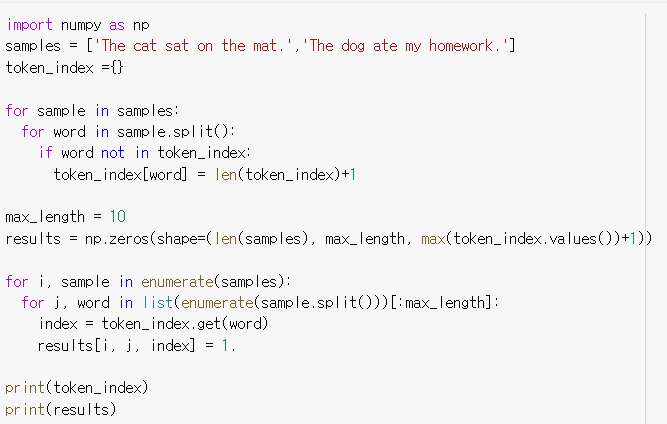 import numpy as np
samples = ['The cat sat on the mat.','The dog ate my homework.']
token_index ={}

for sample in samples:
  for word in sample.split():
    if word not in token_index:
      token_index[word] = len(token_index)+1

max_length = 10
results = np.zeros(shape=(len(samples), max_length, max(token_index.values())+1))

for i, sample in enumerate(samples):
  for j, word in list(enumerate(sample.split()))[:max_length]:
    index = token_index.get(word)
    results[i, j, index] = 1.

print(token_index)
print(results)